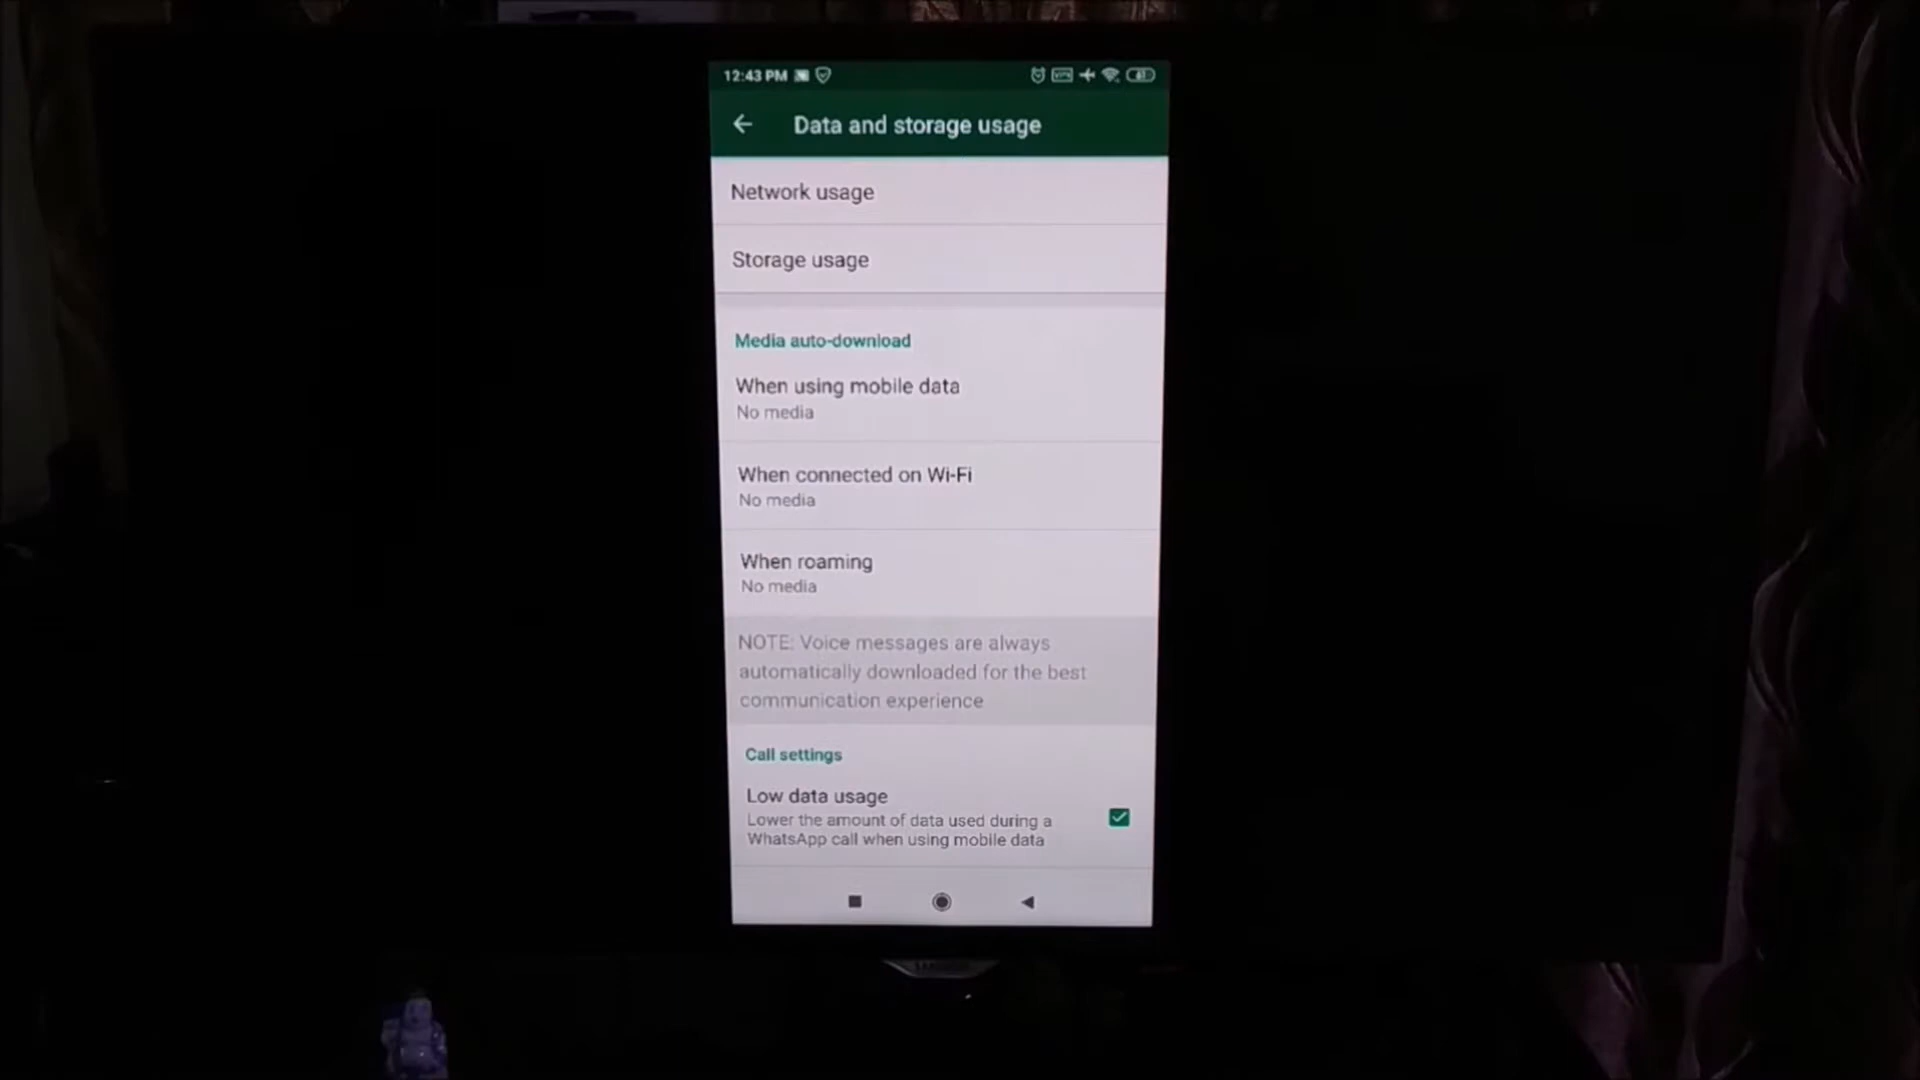 12:43 PM
Data and storage usage
Network usage
Storage usage
Media auto-download
When using mobile data
No media
When connected on Wi-Fi
No media
When roaming
No media
NOTE: Voice messages are always
automatically downloaded for the best
communication experience
Call settings
Low data usage
Lower the amount of data used during a
WhatsApp call when using mobile data